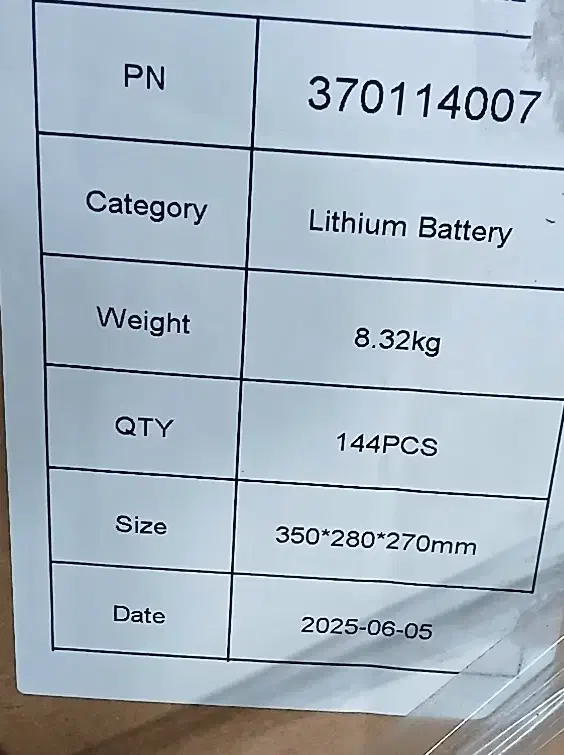 PN 370114007
Category Lithium Battery
Weight 8.32kg
QTY 144PCS
Size 350*280*270mm
Date 2025-06-05